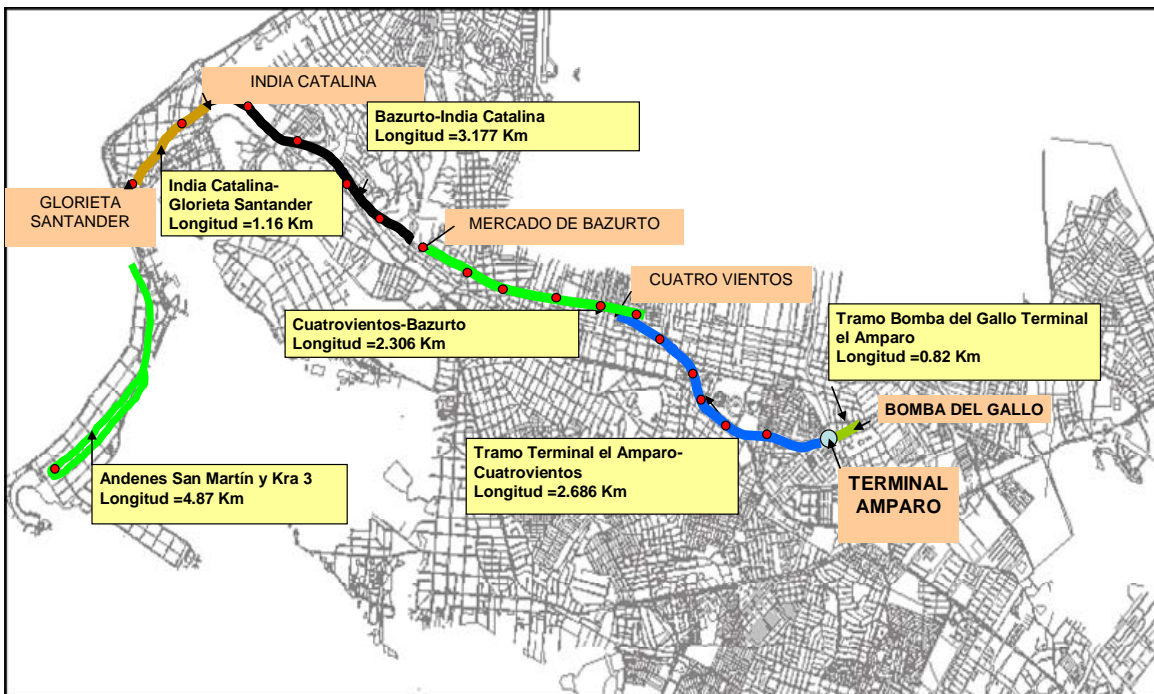 INDIA CATALINA
Bazurto-India Catalina
Longitud =3.177 Km
India Catalina-
Glorieta Santander
Longitud =1.16 Km
GLORIETA
SANTANDER
MERCADO DE BAZURTO
CUATRO VIENTOS
Cuatrovientos-Bazurto
Longitud =2.306 Km
Tramo Bomba del Gallo Terminal
el Amparo
Longitud =0.82 Km
BOMBA DEL GALLO
Andenes San Martín y Kra 3
Longitud =4.87 Km
Tramo Terminal el Amparo-
Cuatrovientos
Longitud =2.686 Km
TERMINAL
AMPARO